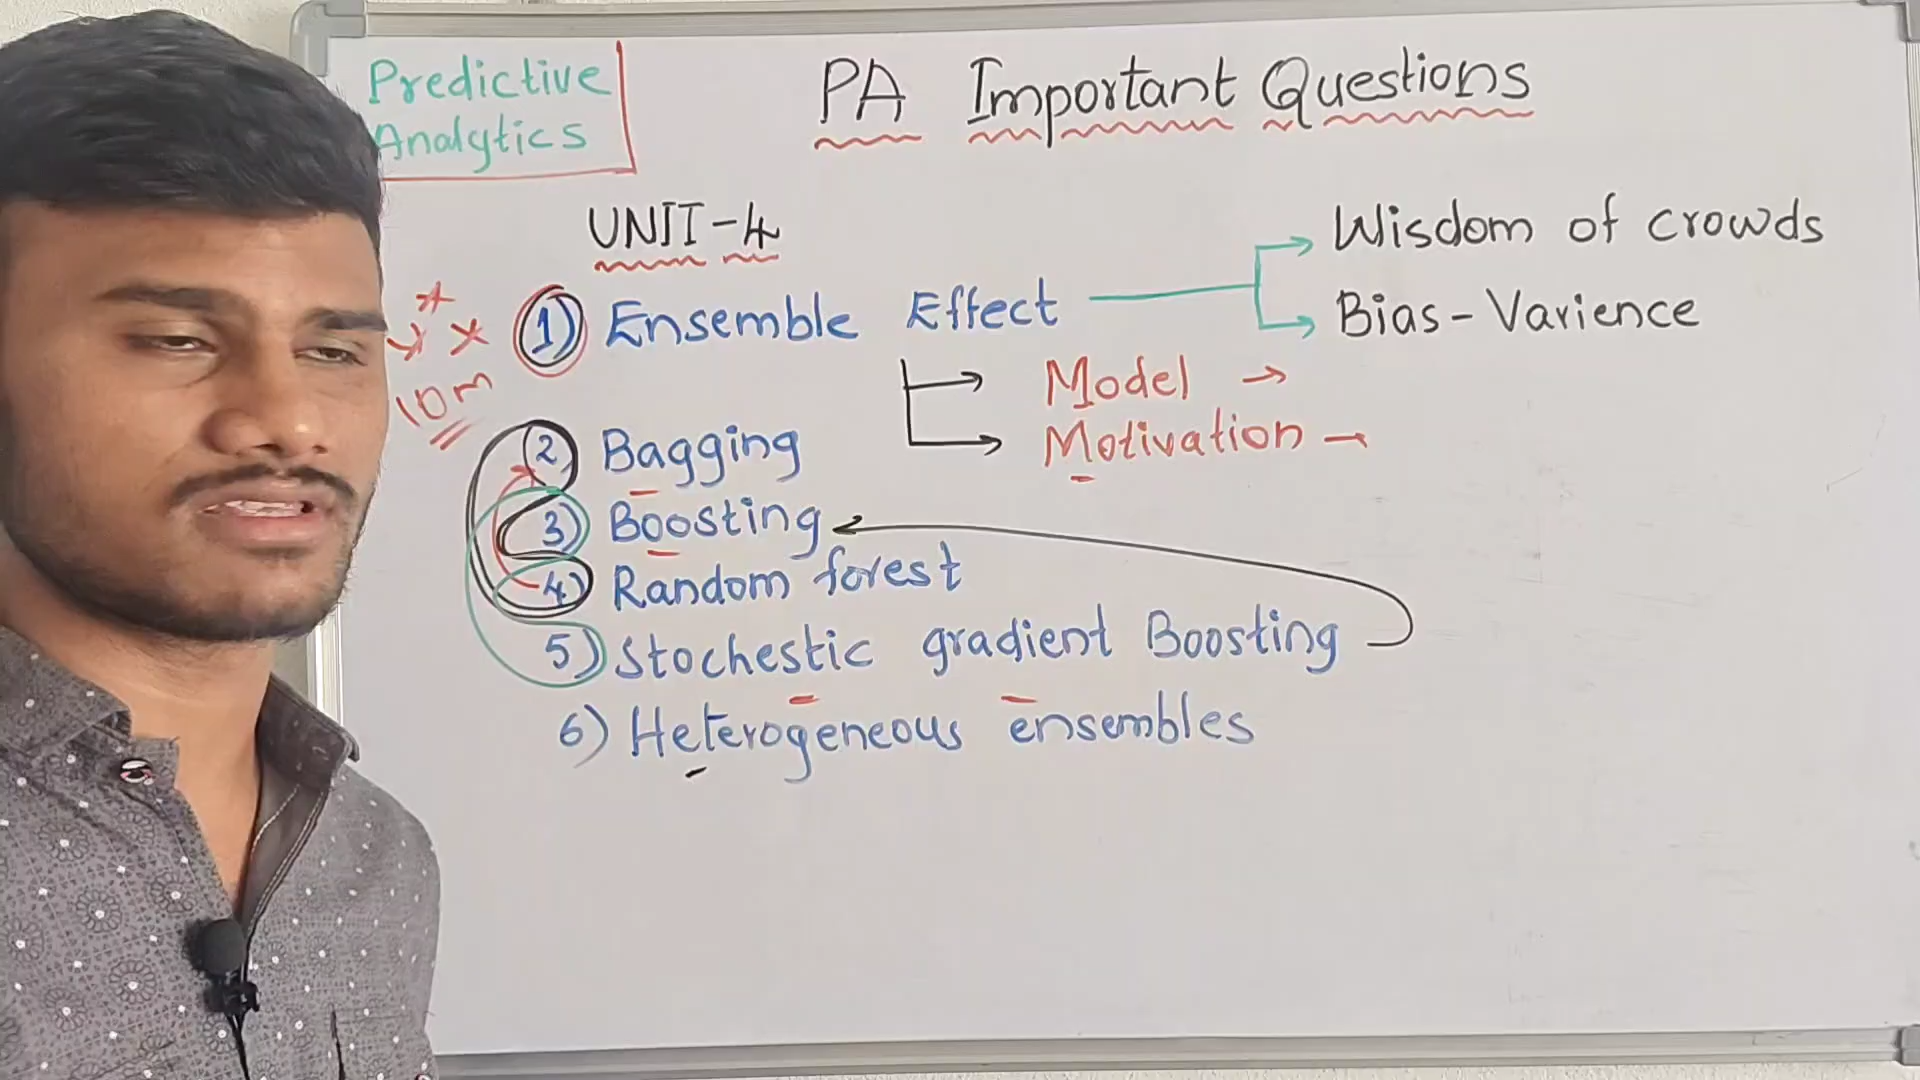 Predictive
Analytics
PA Important Questions
UNIT-4
Wisdom of crowds
1) Ensemble Effect
Bias - Varience
10m
Model
Motivation
2) Bagging
3) Boosting
4) Random forest
5) Stochestic gradient Boosting
6) Heterogeneous ensembles